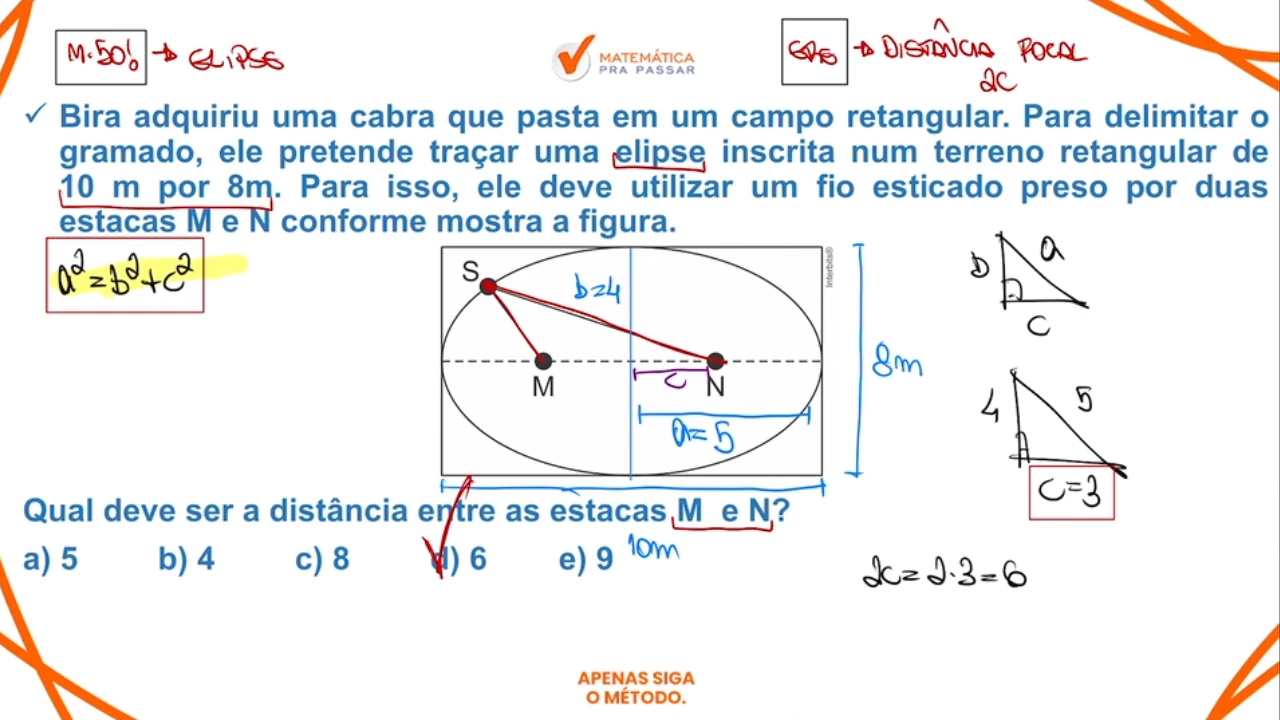 M.50! → ELIPSE
MATEMÁTICA
PRA PASSAR
→ DISTÂNCIA FOCAL
2C
✓ Bira adquiriu uma cabra que pasta em um campo retangular. Para delimitar o
gramado, ele pretende traçar uma elipse inscrita num terreno retangular de
10 m por 8m. Para isso, ele deve utilizar um fio esticado preso por duas
estacas M e N conforme mostra a figura.
a²=b²+c²
S
b=4
Interbits®
M
C
N
a=5
8m
b
a
c
4
5
c=3
Qual deve ser a distância entre as estacas M e N?
10m
a) 5 b) 4 c) 8 d) 6 e) 9
2c=2·3=6
APENAS SIGA
O MÉTODO.